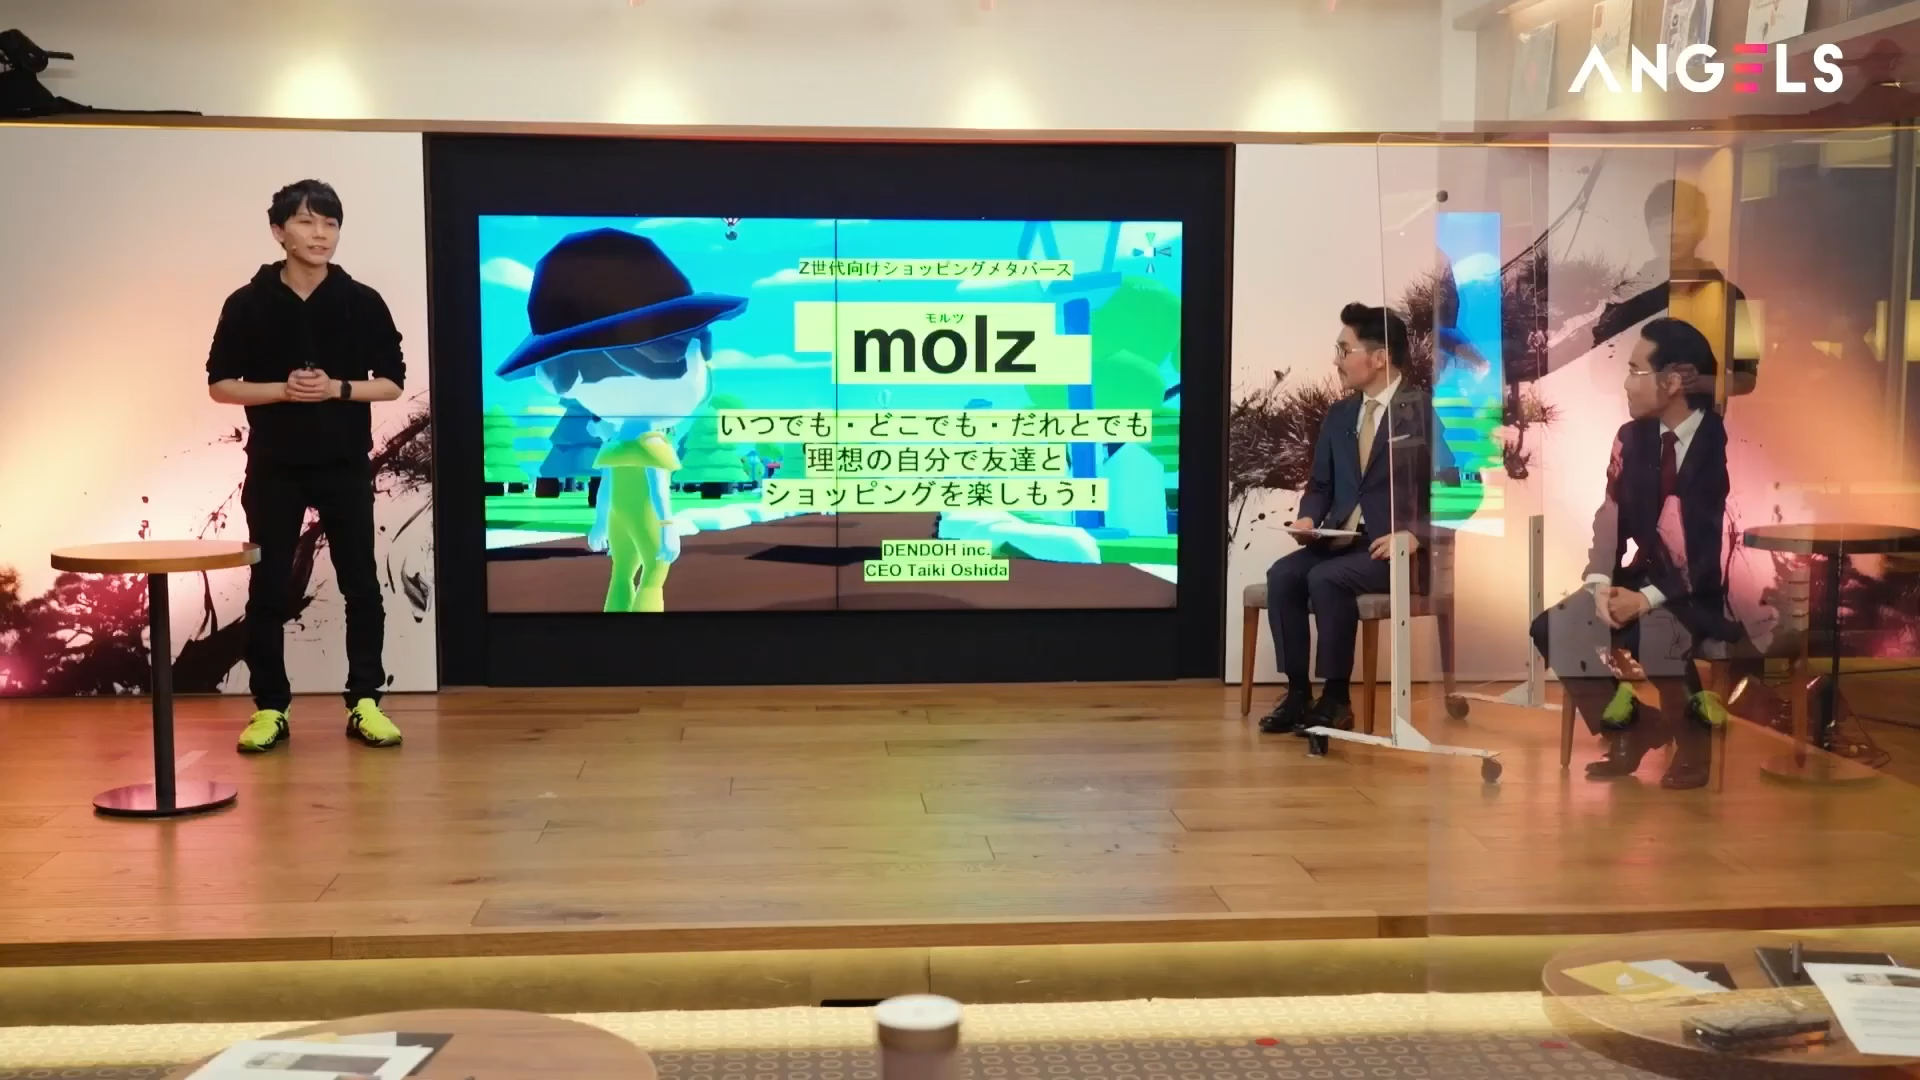 ANGELS
Z世代向けショッピングメタバース
モルツ
molz
いつでも・どこでも・だれとでも
理想の自分で友達と
ショッピングを楽しもう！
DENDOH inc.
CEO Taiki Oshida